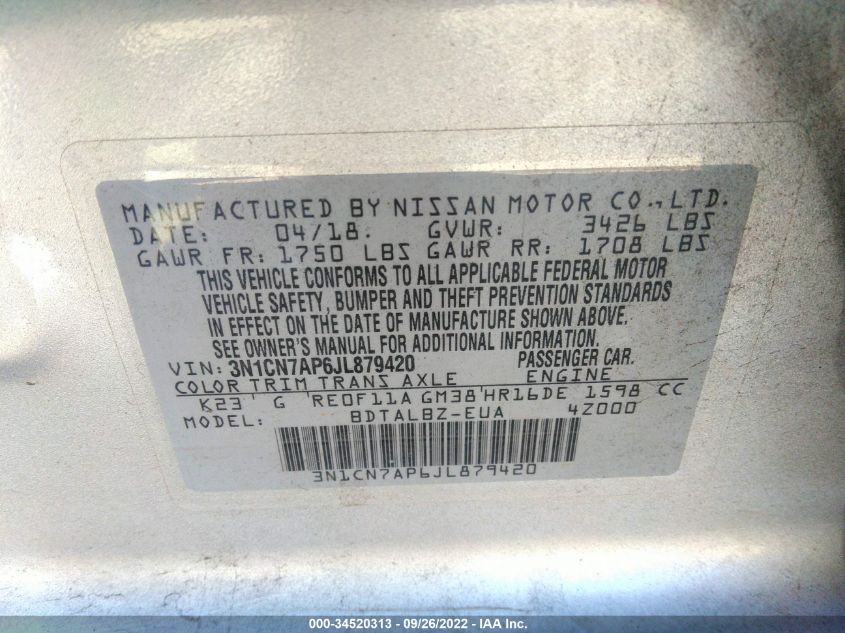 MANUFACTURED BY NISSAN MOTOR CO., LTD.
DATE: 04/18. GVWR: 3426 LBS
GAWR FR: 1750 LBS GAWR RR: 1708 LBS
THIS VEHICLE CONFORMS TO ALL APPLICABLE FEDERAL MOTOR
VEHICLE SAFETY, BUMPER AND THEFT PREVENTION STANDARDS
IN EFFECT ON THE DATE OF MANUFACTURE SHOWN ABOVE.
SEE OWNER'S MANUAL FOR ADDITIONAL INFORMATION.
VIN: 3N1CN7AP6JL879420 PASSENGER CAR.
COLOR TRIM TRANS AXLE ENGINE
K23 G RE0F11A GM38 HR16DE 1598 CC
MODEL: BDTALBZ-EUA 4Z000
3N1CN7AP6JL879420
000-34520313 - 09/26/2022 - IAA Inc.